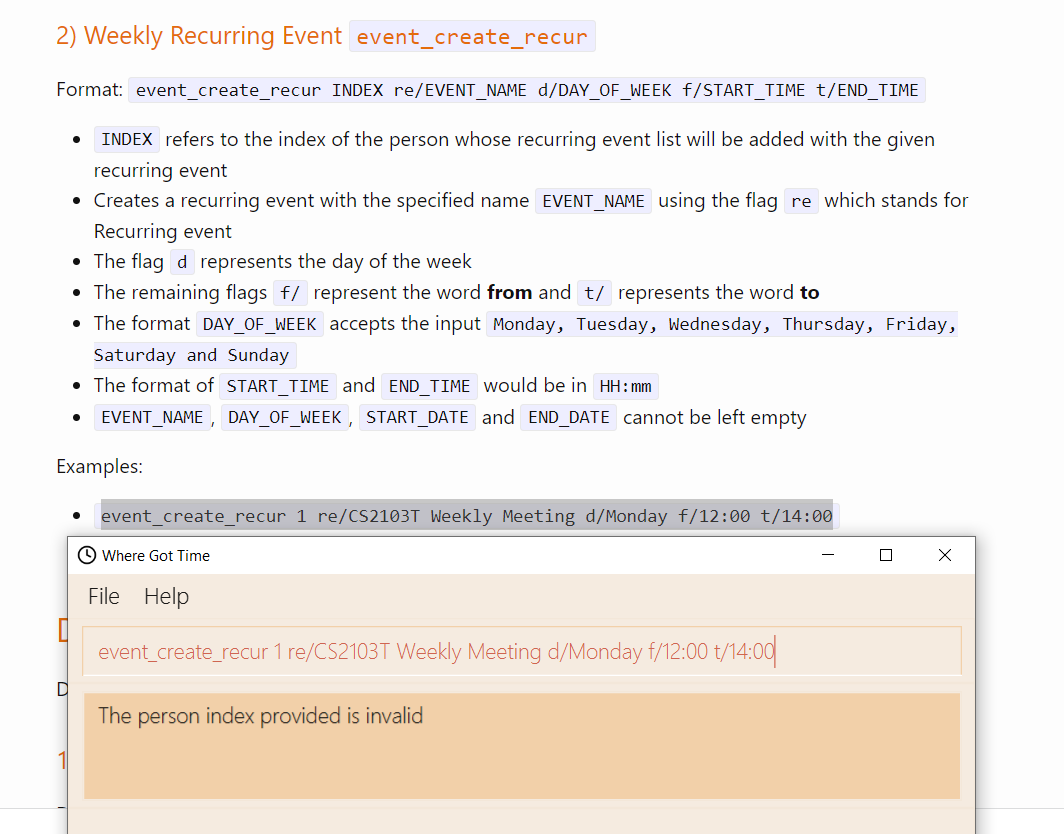 2) Weekly Recurring Event event_create_recur
Format: event_create_recur INDEX re/EVENT_NAME d/DAY_OF_WEEK f/START_TIME t/END_TIME
INDEX refers to the index of the person whose recurring event list will be added with the given
recurring event
Creates a recurring event with the specified name EVENT_NAME using the flag re which stands for
Recurring event
The flag d represents the day of the week
The remaining flags f/ represent the word from and t/ represents the word to
The format DAY_OF_WEEK accepts the input Monday, Tuesday, Wednesday, Thursday, Friday,
Saturday and Sunday
The format of START_TIME and END_TIME would be in HH:mm
EVENT_NAME, DAY_OF_WEEK, START_DATE and END_DATE cannot be left empty
Examples:
event_create_recur 1 re/CS2103T Weekly Meeting d/Monday f/12:00 t/14:00
Where Got Time
File Help
event_create_recur 1 re/CS2103T Weekly Meeting d/Monday f/12:00 t/14:00
The person index provided is invalid